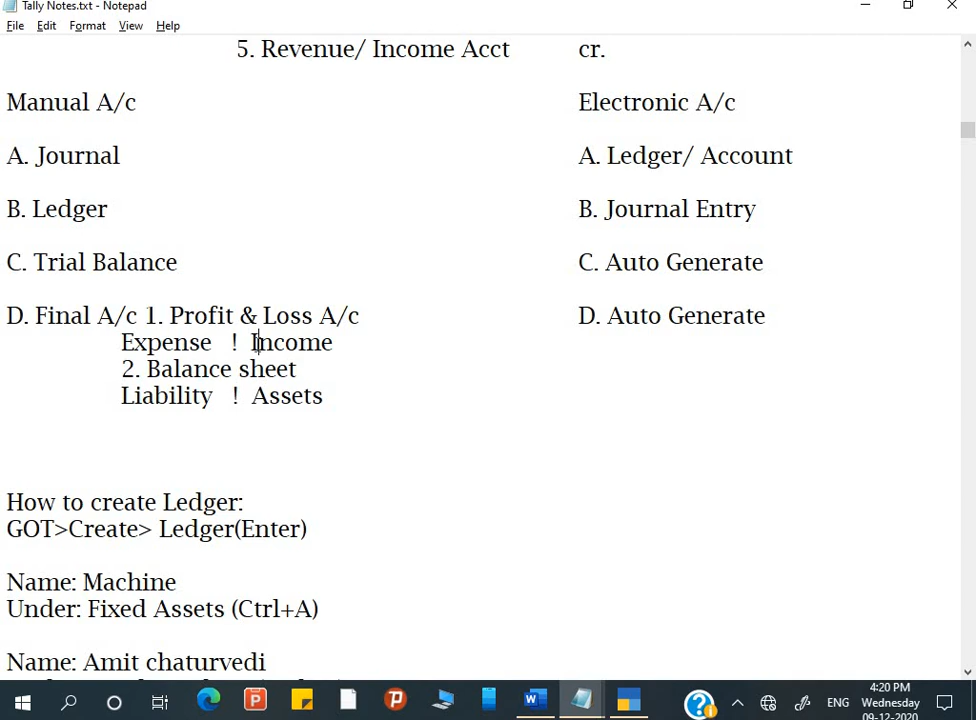 Tally Notes.txt - Notepad
File Edit Format View Help
5. Revenue/ Income Acct cr.
Manual A/c Electronic A/c
A. Journal A. Ledger/ Account
B. Ledger B. Journal Entry
C. Trial Balance C. Auto Generate
D. Final A/c 1. Profit & Loss A/c D. Auto Generate
Expense ! Income
2. Balance sheet
Liability ! Assets
How to create Ledger:
GOT>Create> Ledger(Enter)
Name: Machine
Under: Fixed Assets (Ctrl+A)
Name: Amit chaturvedi
ENG
4:20 PM
Wednesday
09-12-2020